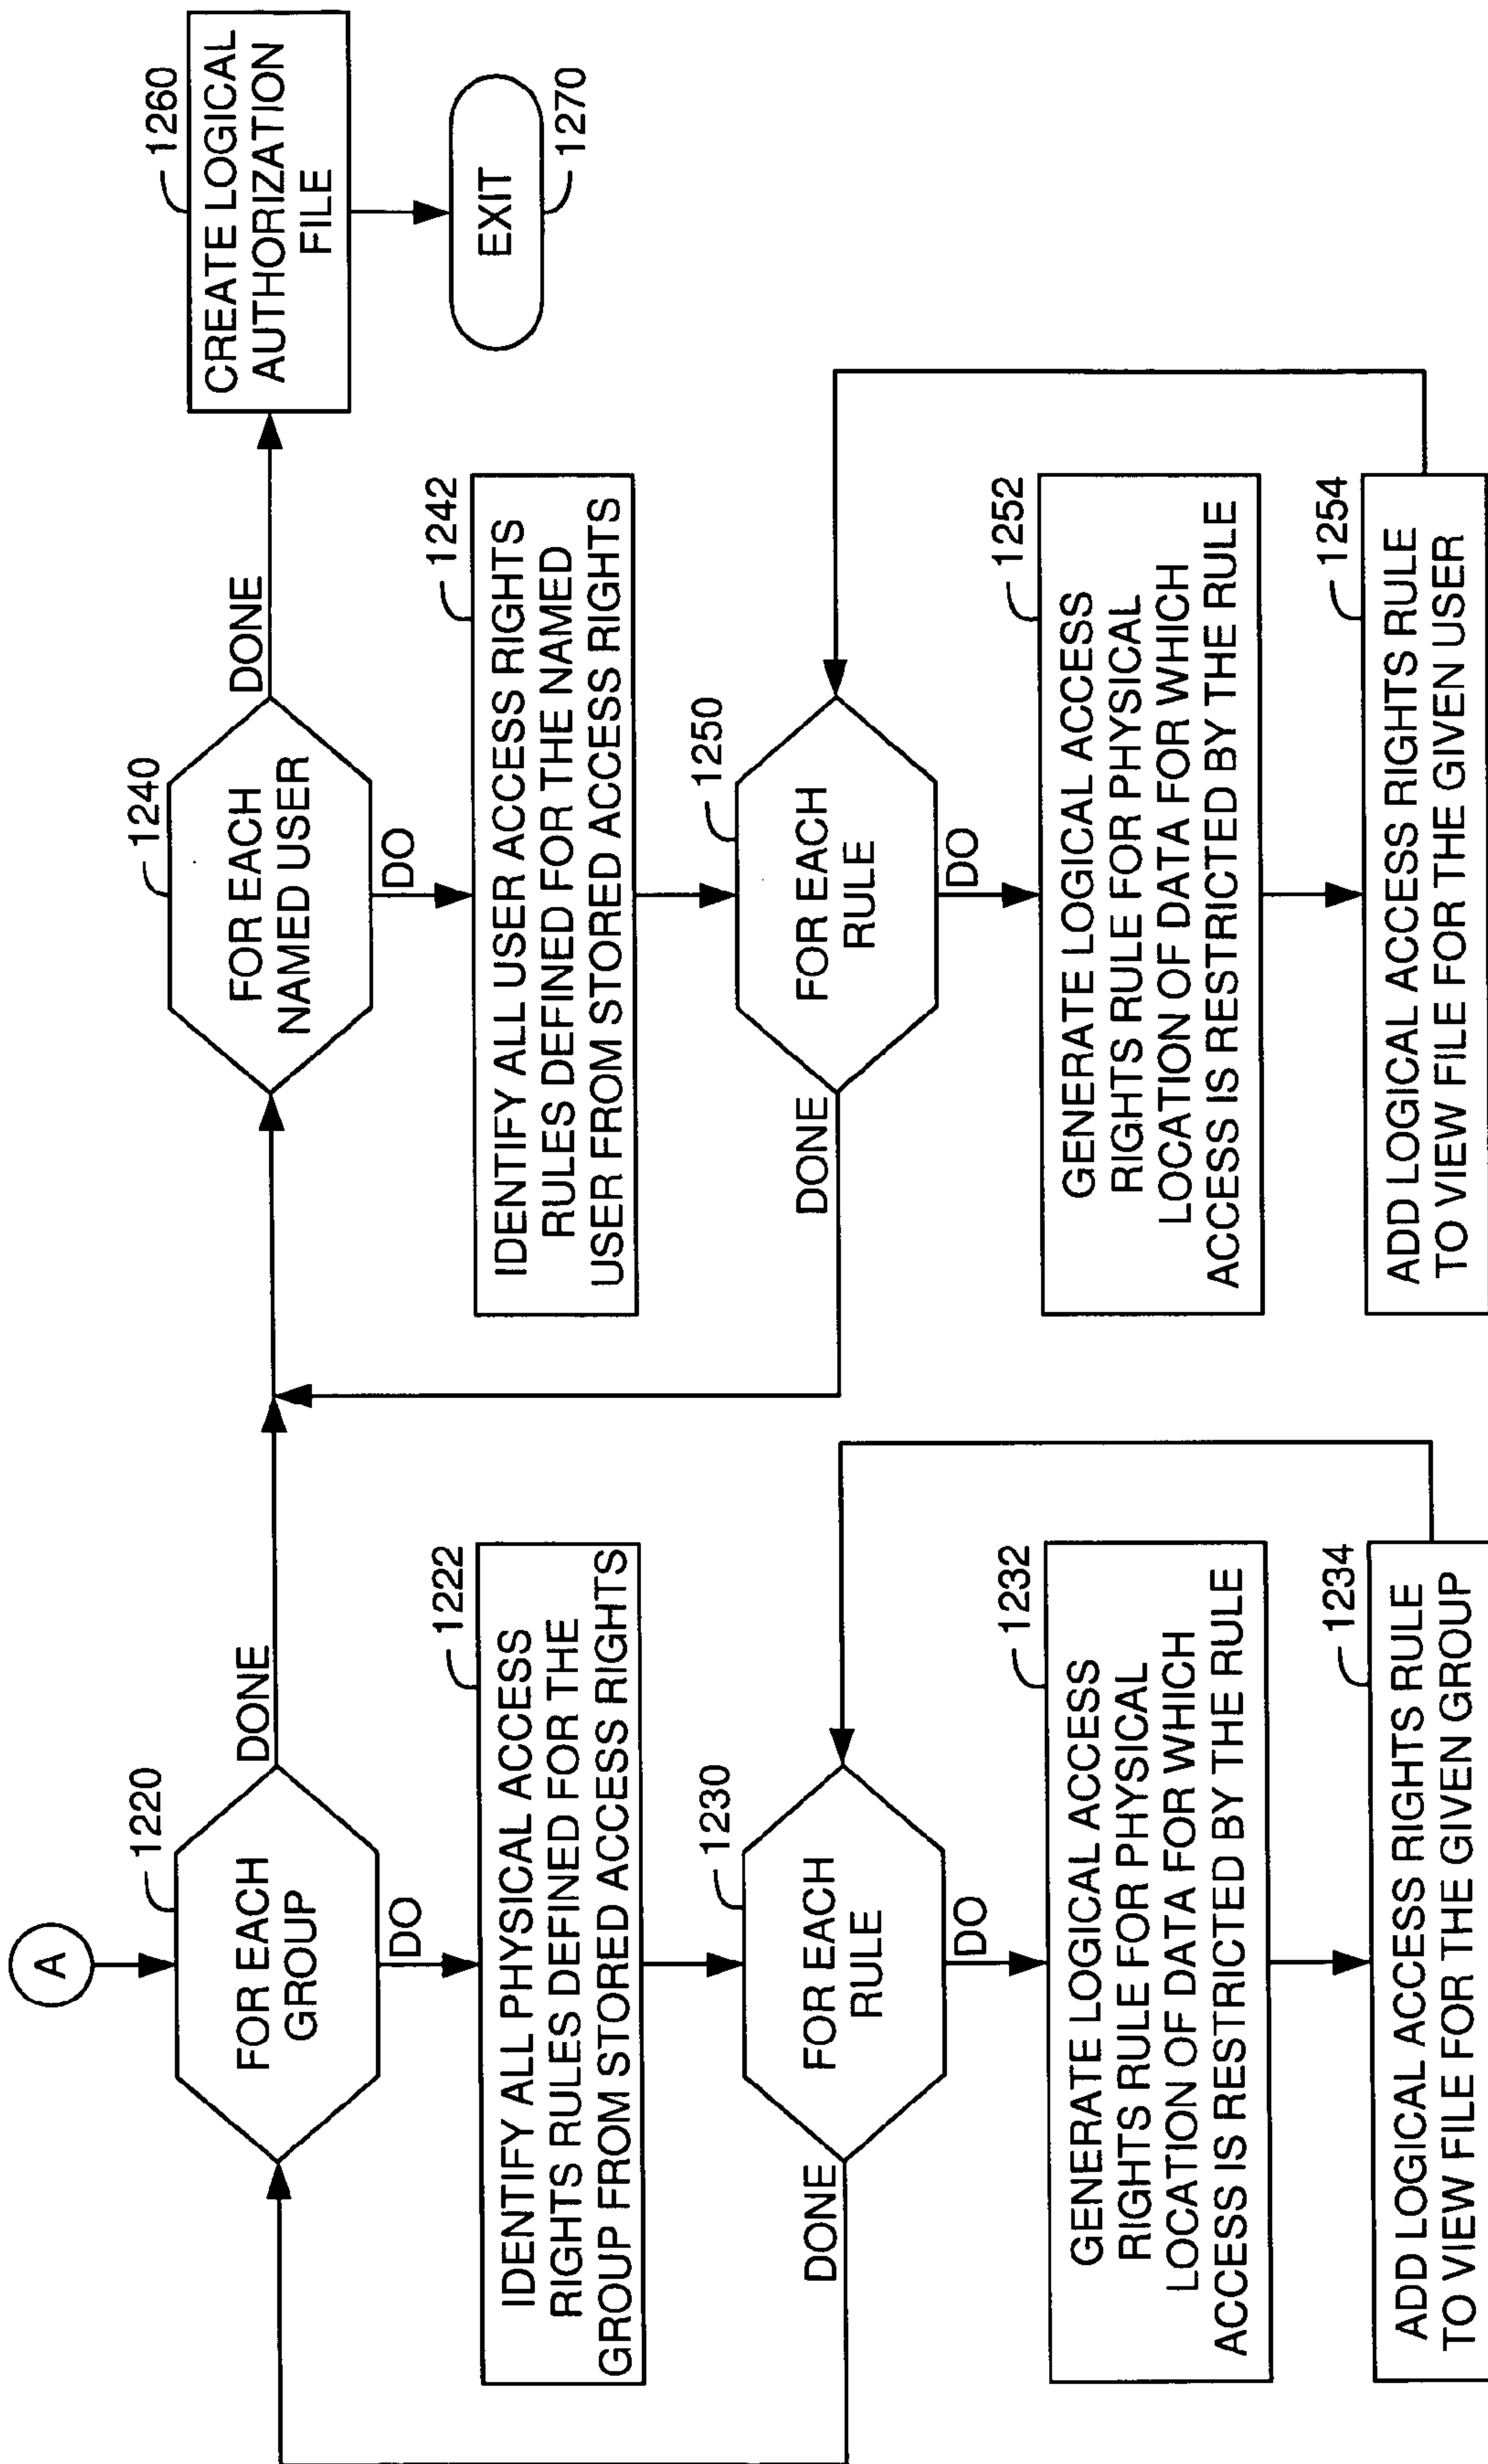 A
1220
FOR EACH
GROUP
DONE
DO
1222
IDENTIFY ALL PHYSICAL ACCESS
RIGHTS RULES DEFINED FOR THE
GROUP FROM STORED ACCESS RIGHTS
1230
FOR EACH
RULE
DONE
DO
1232
GENERATE LOGICAL ACCESS
RIGHTS RULE FOR PHYSICAL
LOCATION OF DATA FOR WHICH
ACCESS IS RESTRICTED BY THE RULE
1234
ADD LOGICAL ACCESS RIGHTS RULE
TO VIEW FILE FOR THE GIVEN GROUP
1240
FOR EACH
NAMED USER
DONE
DO
1242
IDENTIFY ALL USER ACCESS RIGHTS
RULES DEFINED FOR THE NAMED
USER FROM STORED ACCESS RIGHTS
1250
FOR EACH
RULE
DONE
DO
1252
GENERATE LOGICAL ACCESS
RIGHTS RULE FOR PHYSICAL
LOCATION OF DATA FOR WHICH
ACCESS IS RESTRICTED BY THE RULE
1254
ADD LOGICAL ACCESS RIGHTS RULE
TO VIEW FILE FOR THE GIVEN USER
1260
CREATE LOGICAL
AUTHORIZATION
FILE
EXIT
1270